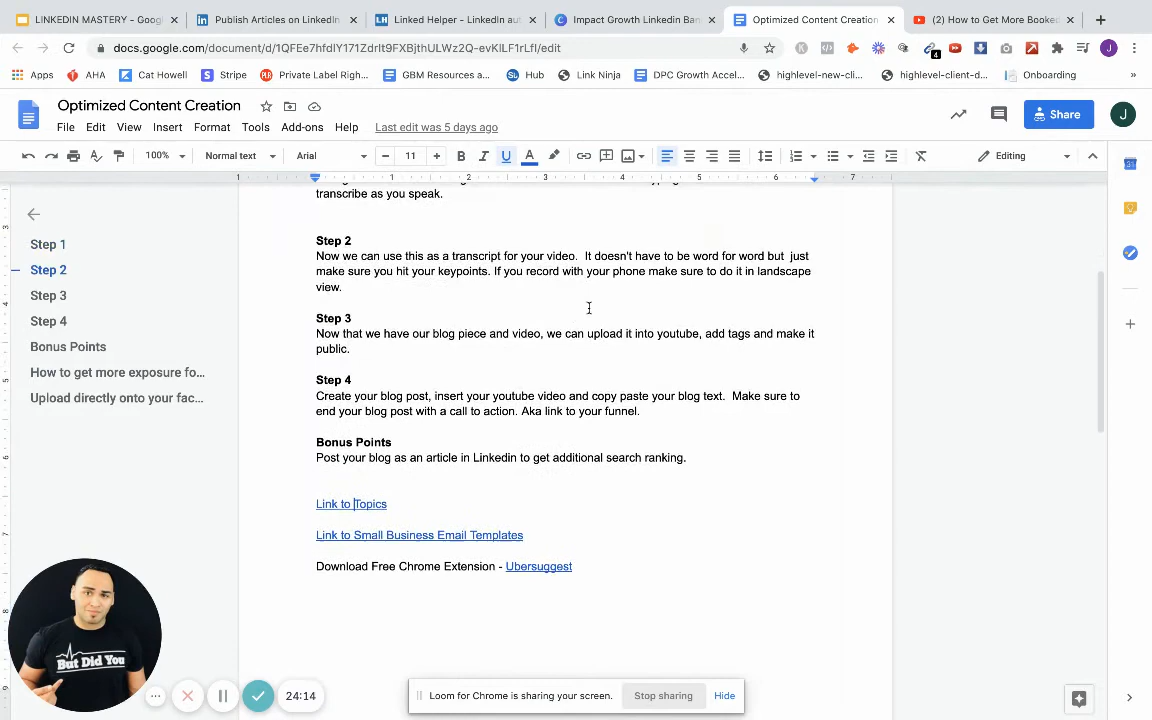 LINKEDIN MASTERY - Goog
Publish Articles on LinkedIn
Linked Helper - LinkedIn au
Impact Growth Linkedin Ban
Optimized Content Creation
(2) How to Get More Booke
docs.google.com/document/d/1QFEe7hfdIY171Zdrlt9FXBjthULWz2Q-evKlLF1rLfI/edit
4
J
Apps
AHA
Cat Howell
Stripe
Private Label Righ...
GBM Resources a...
Hub
Link Ninja
DPC Growth Accel...
highlevel-new-cli...
highlevel-client-d...
Onboarding
»
Optimized Content Creation
File Edit View Insert Format Tools Add-ons Help Last edit was 5 days ago
Share
J
100% Normal text Arial 11 B I U A Editing
1 1 2 3 4 5 6 7
transcribe as you speak.
Step 1
Step 2
Step 3
Step 4
Bonus Points
How to get more exposure fo...
Upload directly onto your fac...
Step 2
Now we can use this as a transcript for your video.  It doesn't have to be word for word but  just
make sure you hit your keypoints. If you record with your phone make sure to do it in landscape
view.
Step 3
Now that we have our blog piece and video, we can upload it into youtube, add tags and make it
public.
Step 4
Create your blog post, insert your youtube video and copy paste your blog text.  Make sure to
end your blog post with a call to action. Aka link to your funnel.
Bonus Points
Post your blog as an article in Linkedin to get additional search ranking.
Link to Topics
Link to Small Business Email Templates
Download Free Chrome Extension - Ubersuggest
But Did You
24:14
Loom for Chrome is sharing your screen.
Stop sharing
Hide